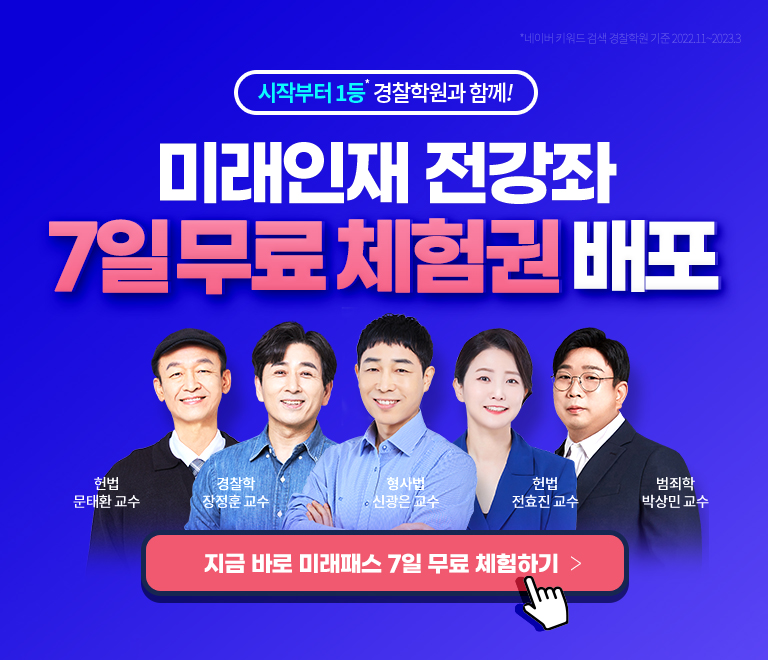 *네이버 키워드 검색 경찰학원 기준 2022.11~2023.3
시작부터 1등* 경찰학원과 함께!
미래인재 전강좌
7일 무료 체험권 배포
헌법
문태환 교수
경찰학
장정훈 교수
형사법
신광은 교수
헌법
전효진 교수
범죄학
박상민 교수
지금 바로 미래패스 7일 무료 체험하기 >